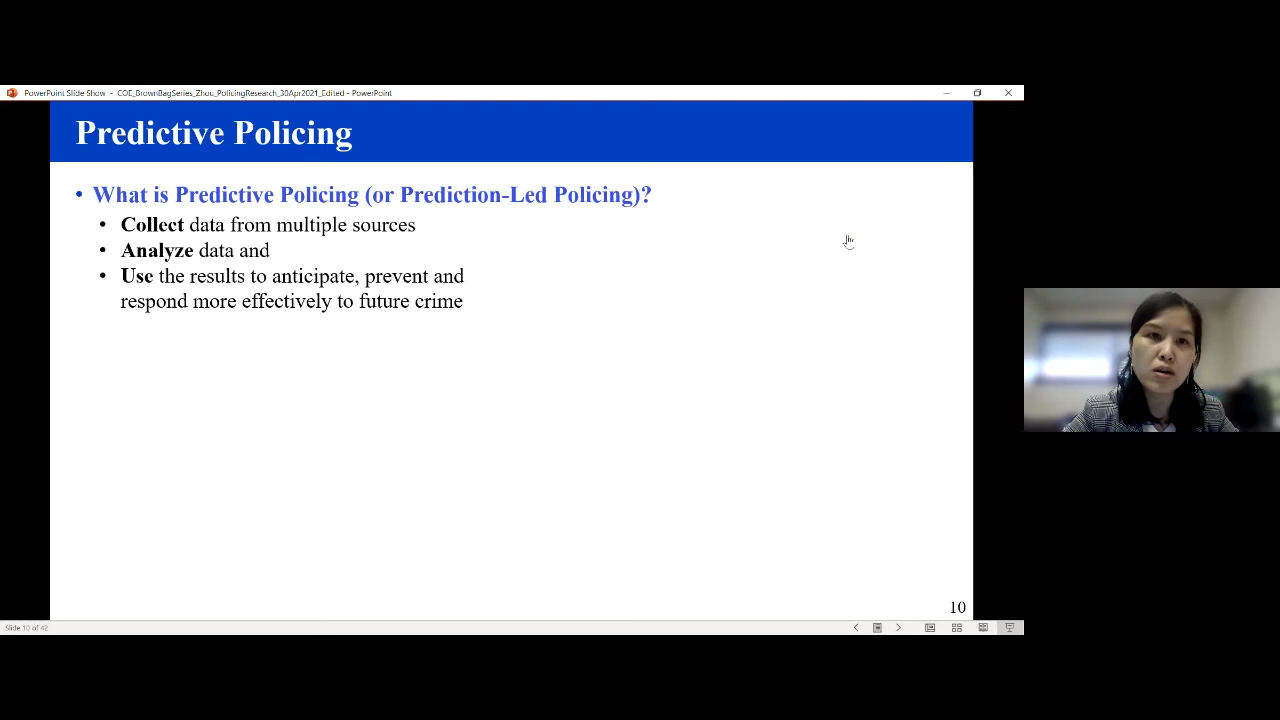 PowerPoint Slide Show - COE_BrownBagSeries_Zhou_PolicingResearch_30Apr2021_Edited - PowerPoint
Predictive Policing
• What is Predictive Policing (or Prediction-Led Policing)?
• Collect data from multiple sources
• Analyze data and
• Use the results to anticipate, prevent and
respond more effectively to future crime
10
Slide 10 of 42